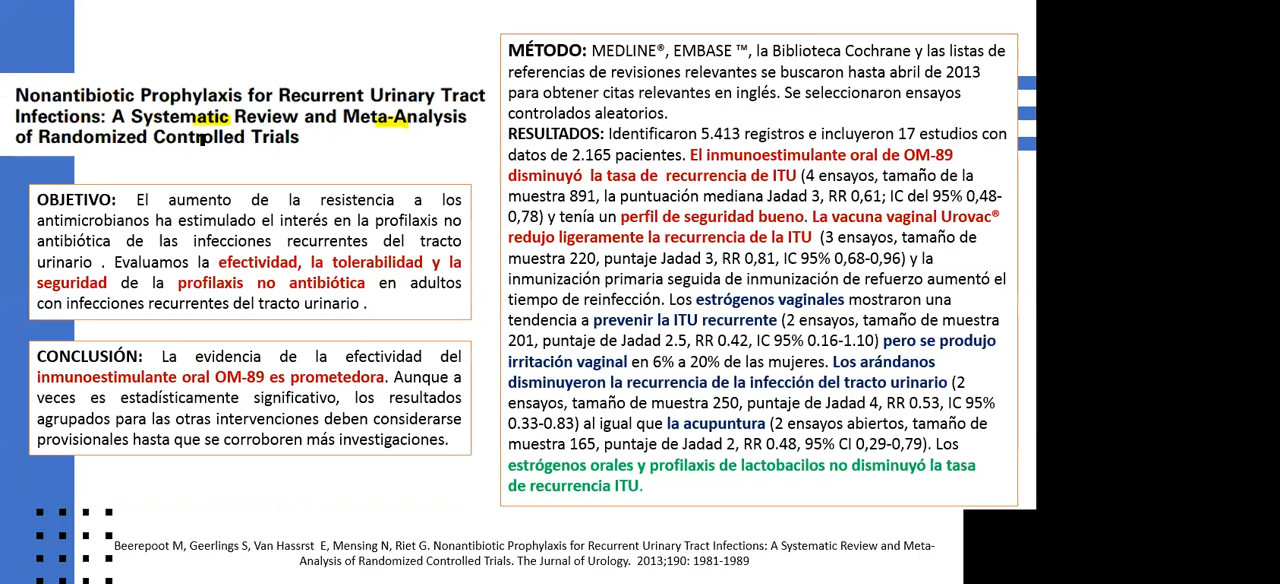 Nonantibiotic Prophylaxis for Recurrent Urinary Tract
Infections: A Systematic Review and Meta-Analysis
of Randomized Controlled Trials
OBJETIVO: El aumento de la resistencia a los
antimicrobianos ha estimulado el interés en la profilaxis no
antibiótica de las infecciones recurrentes del tracto
urinario . Evaluamos la efectividad, la tolerabilidad y la
seguridad de la profilaxis no antibiótica en adultos
con infecciones recurrentes del tracto urinario .
CONCLUSIÓN: La evidencia de la efectividad del
inmunoestimulante oral OM-89 es prometedora. Aunque a
veces es estadísticamente significativo, los resultados
agrupados para las otras intervenciones deben considerarse
provisionales hasta que se corroboren más investigaciones.
MÉTODO: MEDLINE®, EMBASE ™, la Biblioteca Cochrane y las listas de
referencias de revisiones relevantes se buscaron hasta abril de 2013
para obtener citas relevantes en inglés. Se seleccionaron ensayos
controlados aleatorios.
RESULTADOS: Identificaron 5.413 registros e incluyeron 17 estudios con
datos de 2.165 pacientes. El inmunoestimulante oral de OM-89
disminuyó la tasa de recurrencia de ITU (4 ensayos, tamaño de la
muestra 891, la puntuación mediana Jadad 3, RR 0,61; IC del 95% 0,48-
0,78) y tenía un perfil de seguridad bueno. La vacuna vaginal Urovac®
redujo ligeramente la recurrencia de la ITU (3 ensayos, tamaño de
muestra 220, puntaje Jadad 3, RR 0,81, IC 95% 0,68-0,96) y la
inmunización primaria seguida de inmunización de refuerzo aumentó el
tiempo de reinfección. Los estrógenos vaginales mostraron una
tendencia a prevenir la ITU recurrente (2 ensayos, tamaño de muestra
201, puntaje de Jadad 2.5, RR 0.42, IC 95% 0.16-1.10) pero se produjo
irritación vaginal en 6% a 20% de las mujeres. Los arándanos
disminuyeron la recurrencia de la infección del tracto urinario (2
ensayos, tamaño de muestra 250, puntaje de Jadad 4, RR 0.53, IC 95%
0.33-0.83) al igual que la acupuntura (2 ensayos abiertos, tamaño de
muestra 165, puntaje de Jadad 2, RR 0.48, 95% CI 0,29-0,79). Los
estrógenos orales y profilaxis de lactobacilos no disminuyó la tasa
de recurrencia ITU.
Beerepoot M, Geerlings S, Van Hassrst E, Mensing N, Riet G. Nonantibiotic Prophylaxis for Recurrent Urinary Tract Infections: A Systematic Review and Meta-
Analysis of Randomized Controlled Trials. The Jurnal of Urology. 2013;190: 1981-1989